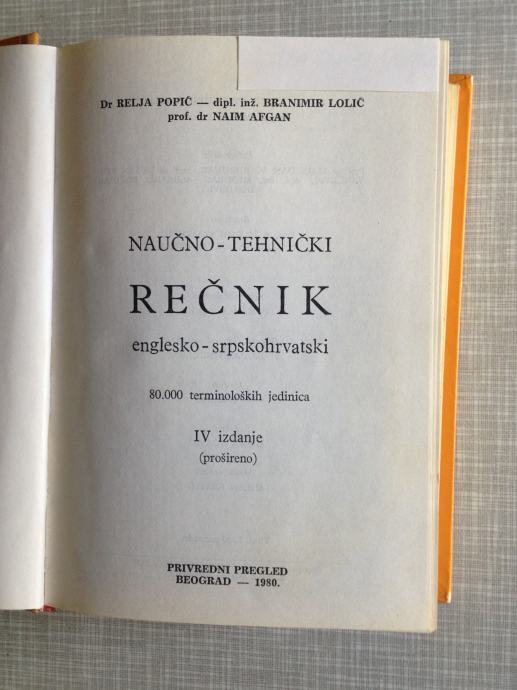 Dr RELJA POPIĆ — dipl. inž. BRANIMIR LOLIĆ
prof. dr NAIM AFGAN
NAUČNO-TEHNIČKI
REČNIK
englesko-srpskohrvatski
80.000 terminoloških jedinica
IV izdanje
(prošireno)
PRIVREDNI PREGLED
BEOGRAD — 1980.